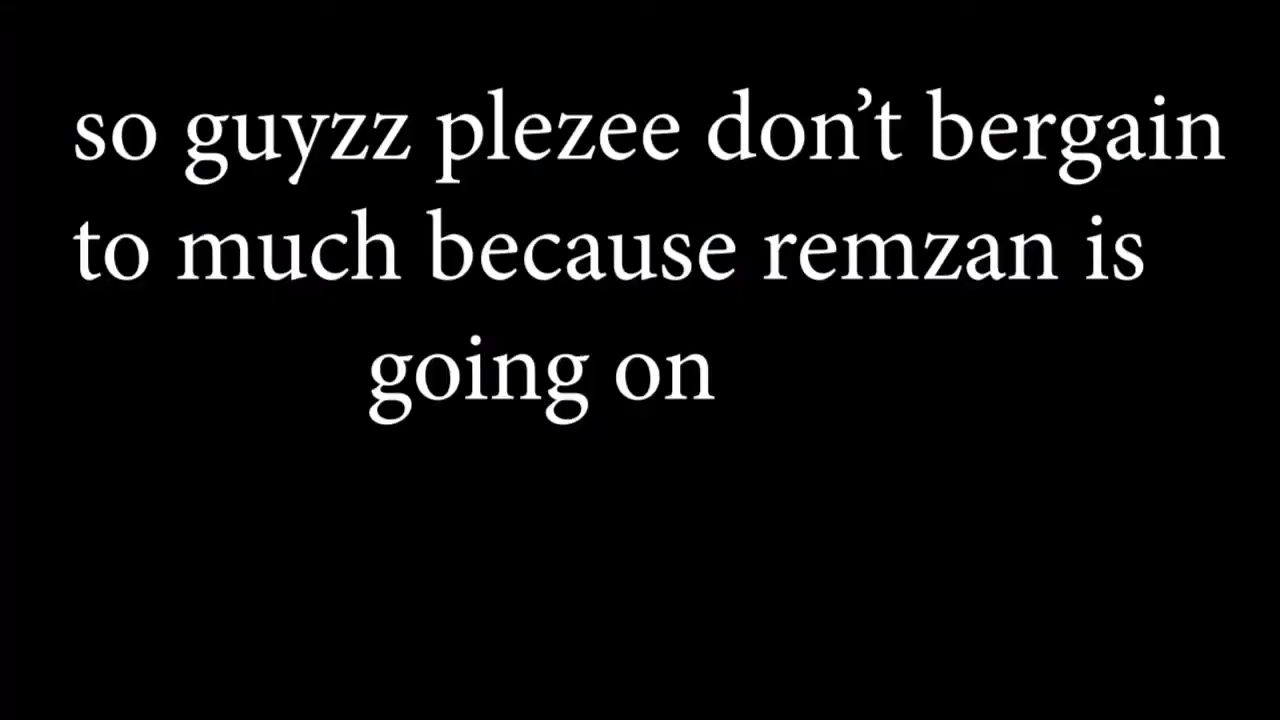 so guyzz plezee don’t bergain
to much because remzan is
going on